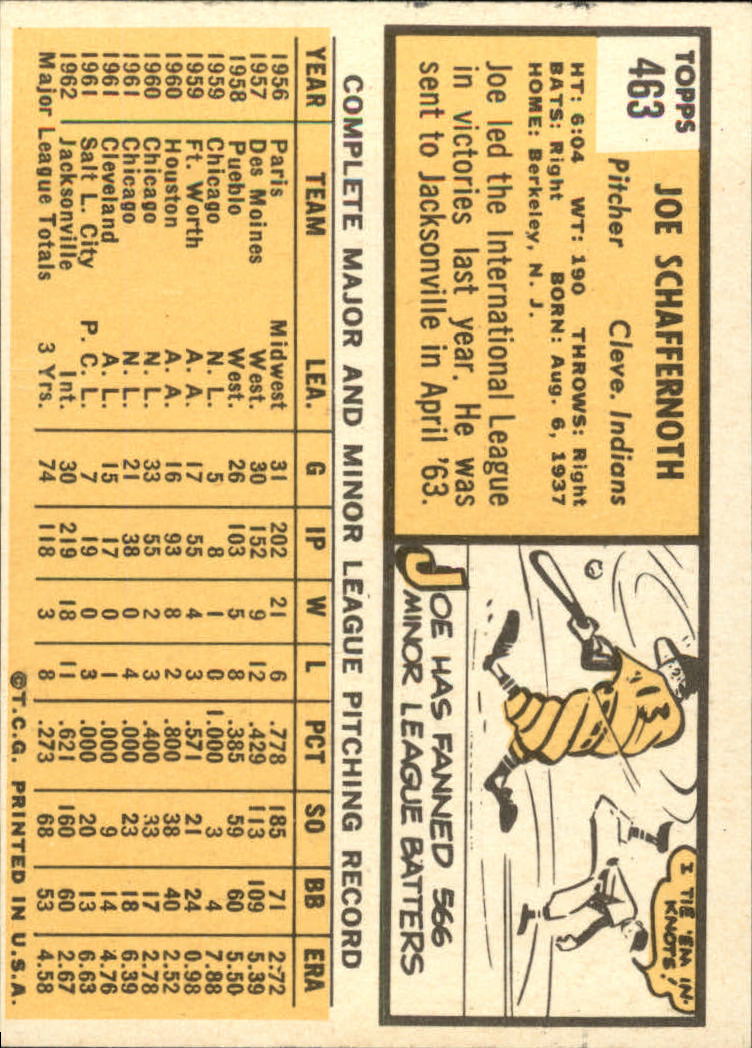 TOPPS
463
JOE SCHAFFERNOTH
Pitcher Cleve. Indians
HT: 6:04 WT: 190 THROWS: Right
BATS: Right BORN: Aug. 6, 1937
HOME: Berkeley, N. J.
Joe led the International League
in victories last year. He was
sent to Jacksonville in April '63.
I TIE 'EM IN
KNOTS!
JOE HAS FANNED 566
MINOR LEAGUE BATTERS
COMPLETE MAJOR AND MINOR LEAGUE PITCHING RECORD
YEAR TEAM LEA. G IP W L PCT SO BB ERA
1956 Paris Midwest 31 202 21 6 .778 185 71 2.72
1957 Des Moines West. 30 152 9 12 .429 113 109 5.39
1958 Pueblo West. 26 103 5 8 .385 59 60 5.50
1959 Chicago N. L. 5 8 1 0 1.000 3 4 7.88
1959 Ft. Worth A. A. 17 55 4 3 .571 21 24 0.98
1960 Houston A. A. 16 93 8 2 .800 38 40 2.52
1960 Chicago N. L. 33 55 2 3 .400 33 17 2.78
1961 Chicago N. L. 21 38 0 4 .000 23 18 6.39
1961 Cleveland A. L. 15 17 0 1 .000 9 14 4.76
1961 Salt L. City P. C. L. 7 19 0 3 .000 20 13 6.63
1962 Jacksonville Int. 30 219 18 11 .621 160 60 2.67
Major League Totals 3 Yrs. 74 118 3 8 .273 68 53 4.58
©T.C.G. PRINTED IN U.S.A.